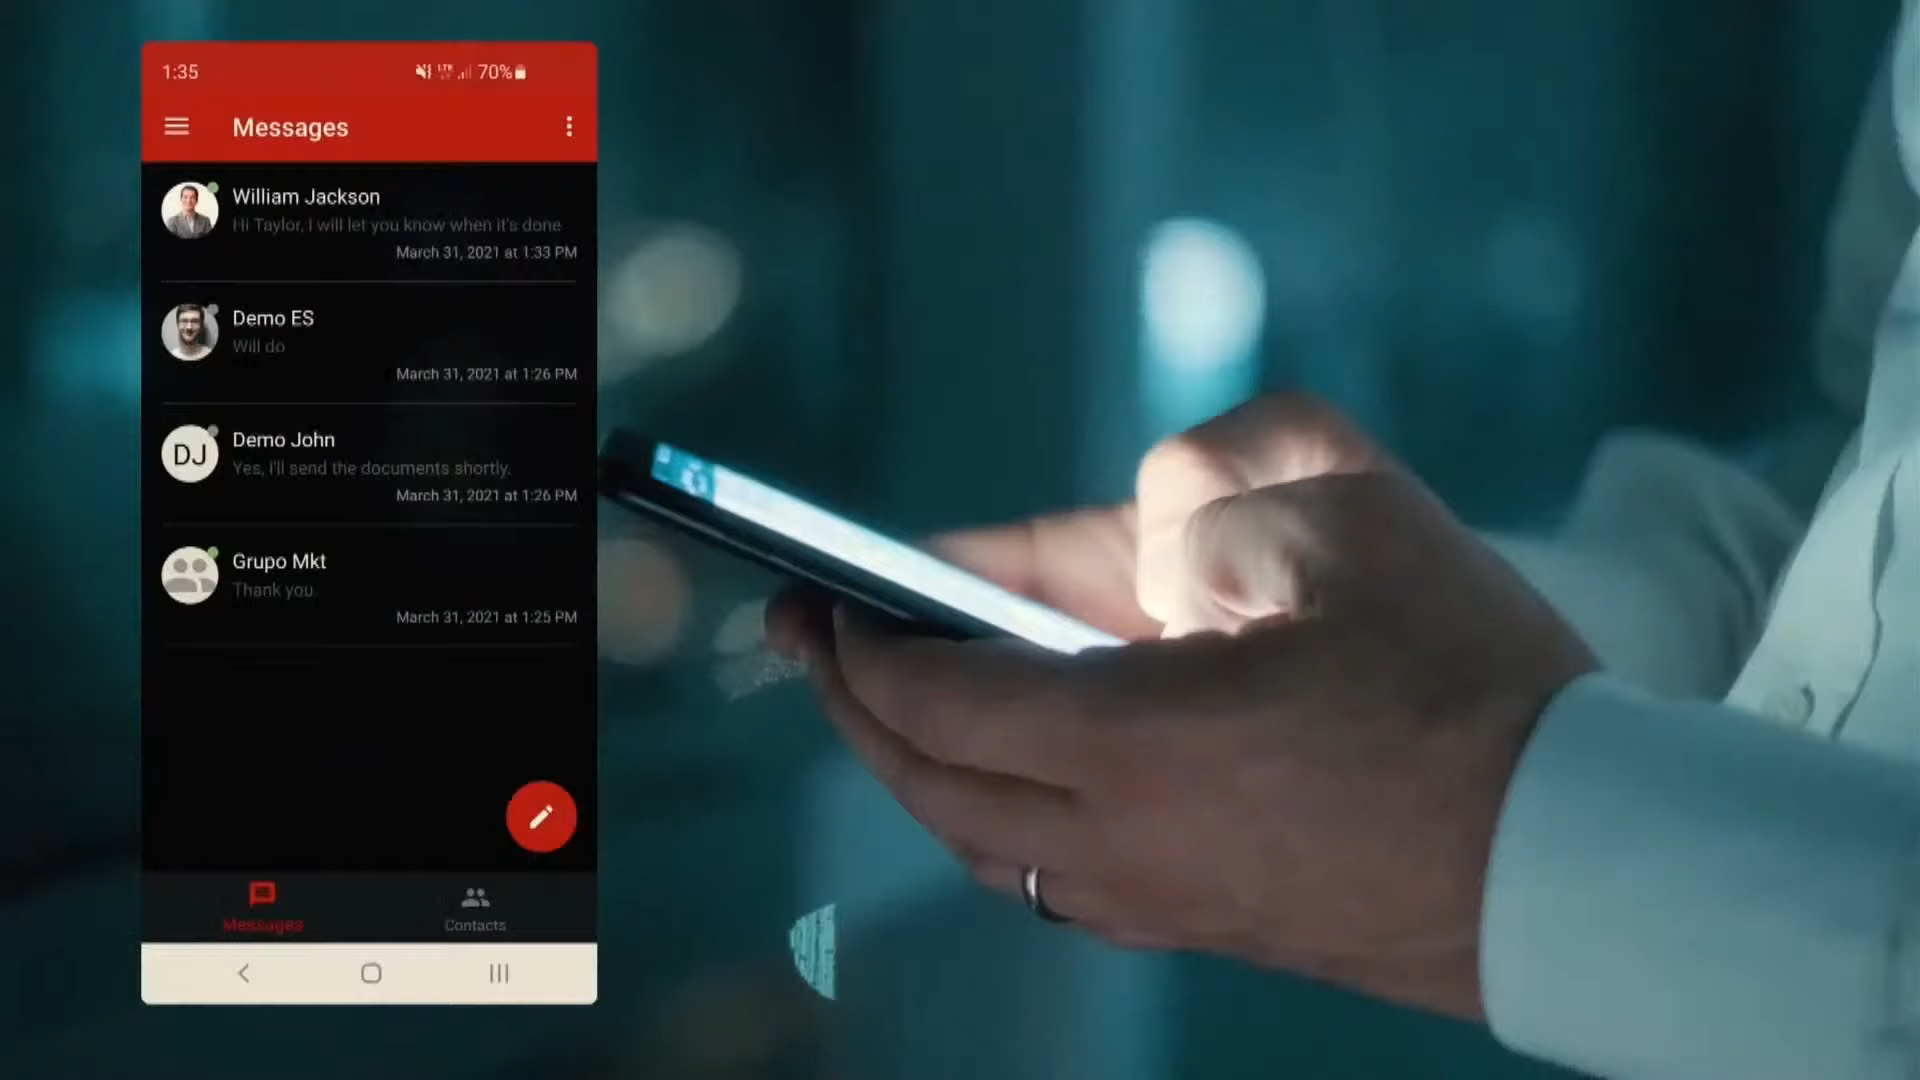 1:35 LTE 70%
Messages
William Jackson
Hi Taylor, I will let you know when it's done
March 31, 2021 at 1:33 PM
Demo ES
Will do
March 31, 2021 at 1:26 PM
DJ
Demo John
Yes, I'll send the documents shortly.
March 31, 2021 at 1:26 PM
Grupo Mkt
Thank you.
March 31, 2021 at 1:25 PM
Messages
Contacts